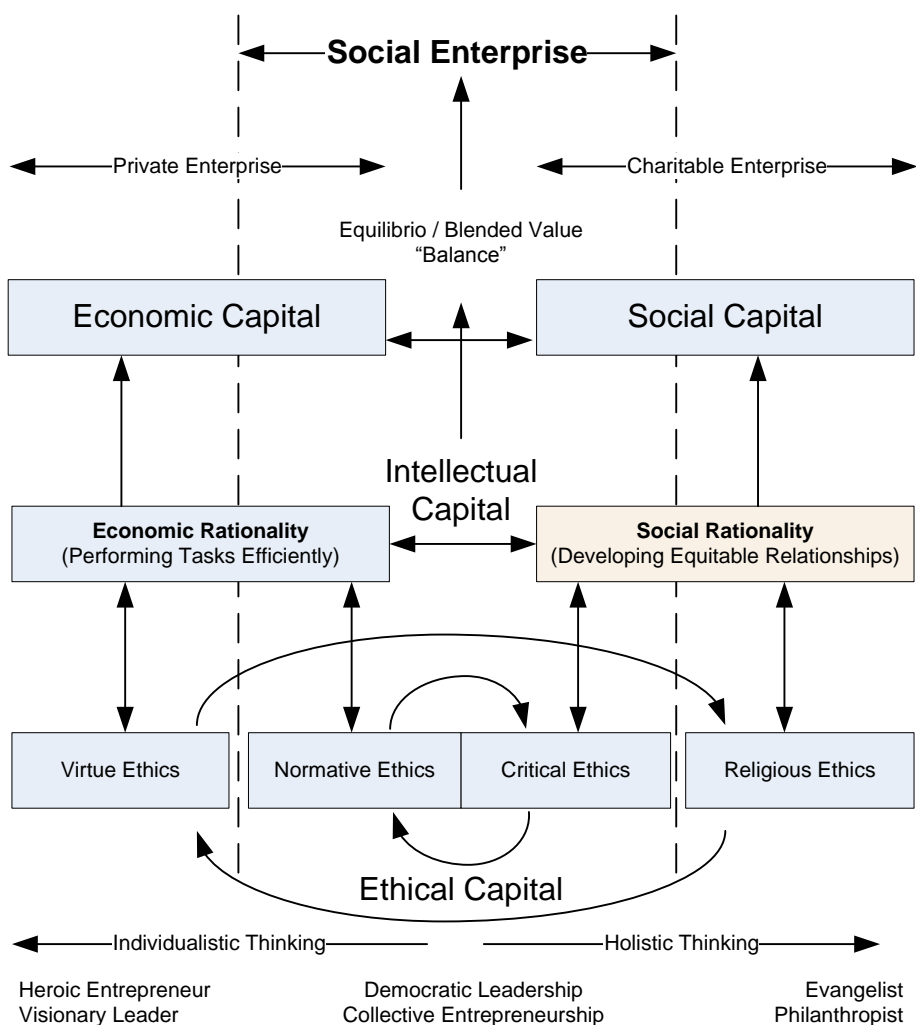 Social Enterprise
Private Enterprise
Charitable Enterprise
Equilibrio / Blended Value
“Balance”
Economic Capital
Social Capital
Intellectual
Capital
Economic Rationality
(Performing Tasks Efficiently)
Social Rationality
(Developing Equitable Relationships)
Virtue Ethics
Normative Ethics
Critical Ethics
Religious Ethics
Ethical Capital
Individualistic Thinking
Holistic Thinking
Heroic Entrepreneur
Visionary Leader
Democratic Leadership
Collective Entrepreneurship
Evangelist
Philanthropist